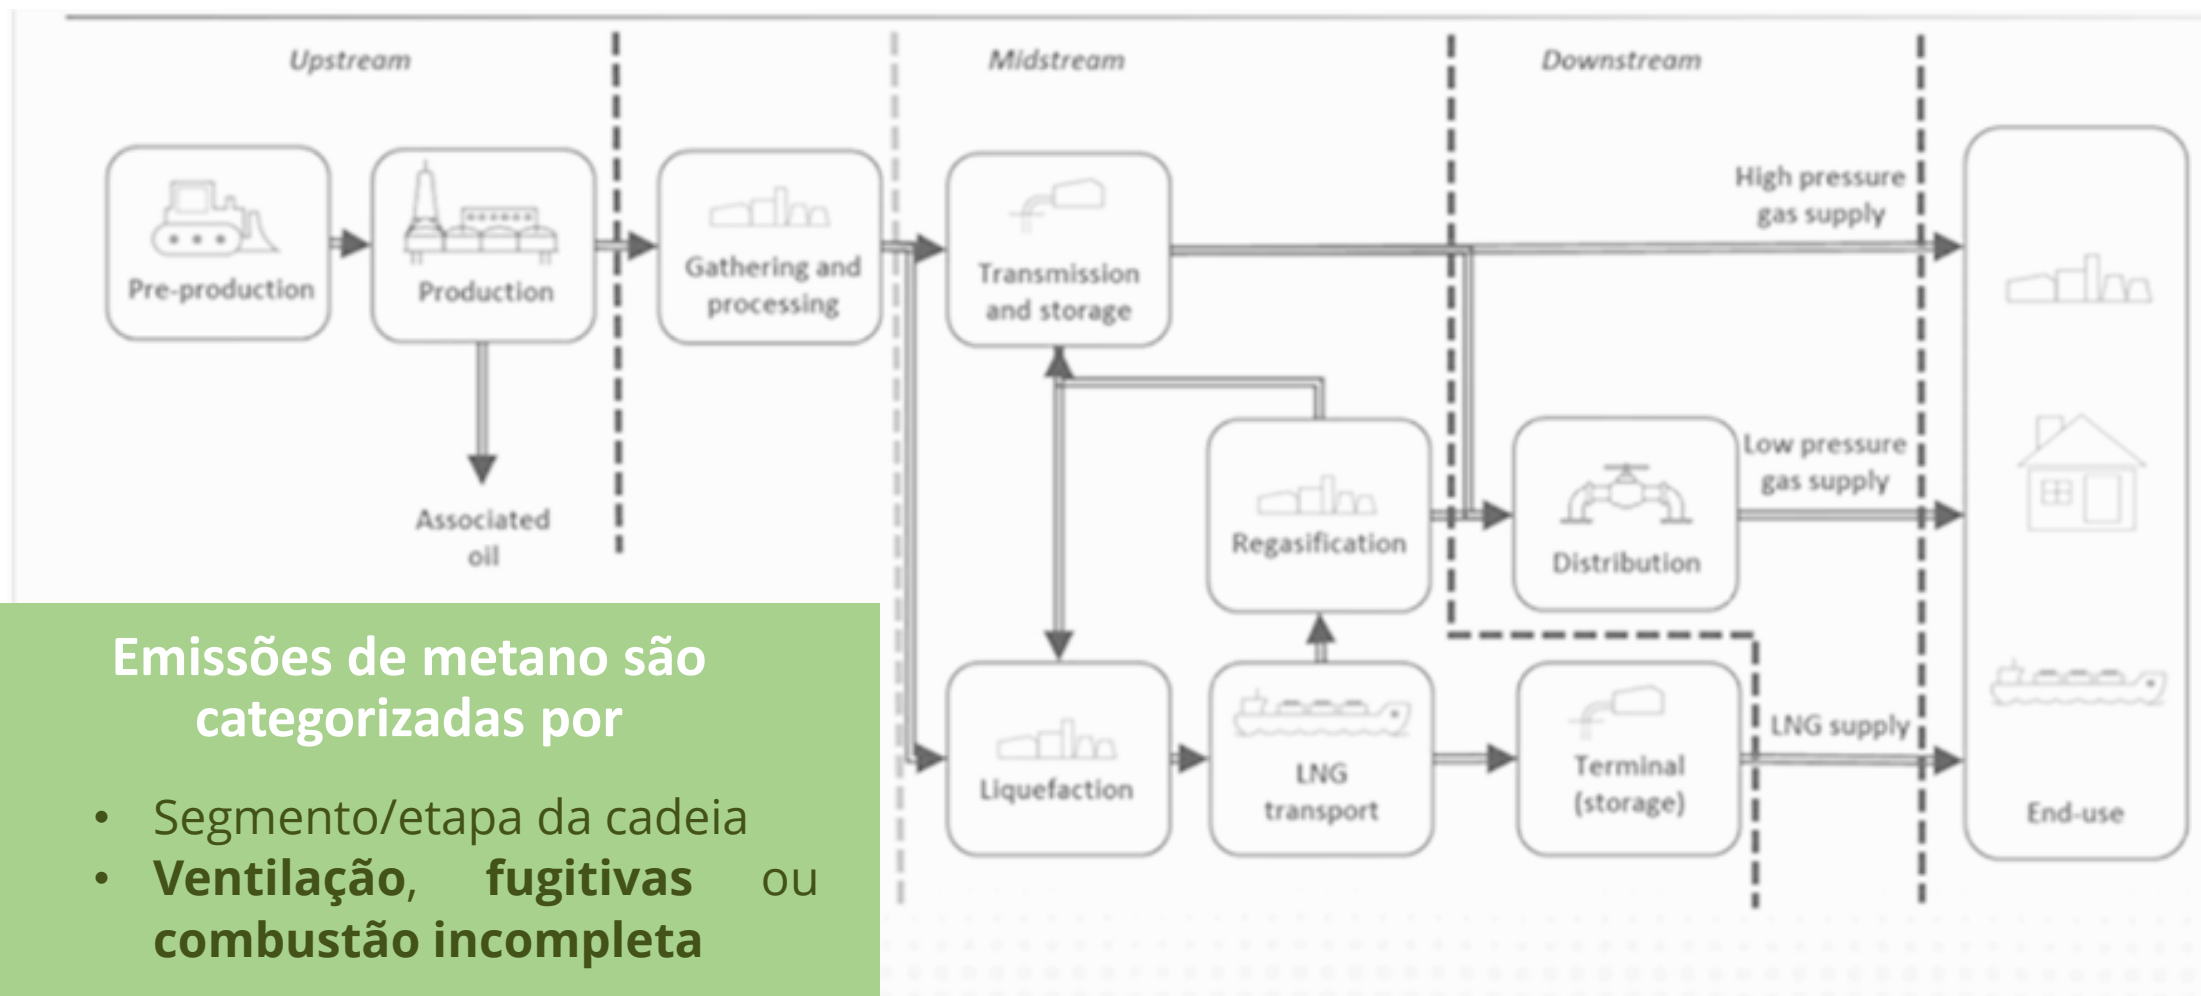 Upstream
Midstream
Downstream
Pre-production
Production
Gathering and
processing
Transmission
and storage
High pressure
gas supply
Associated
oil
Regasification
Distribution
Low pressure
gas supply
Liquefaction
LNG
transport
Terminal
(storage)
LNG supply
End-use
Emissões de metano são
categorizadas por
• Segmento/etapa da cadeia
• Ventilação, fugitivas ou
combustão incompleta